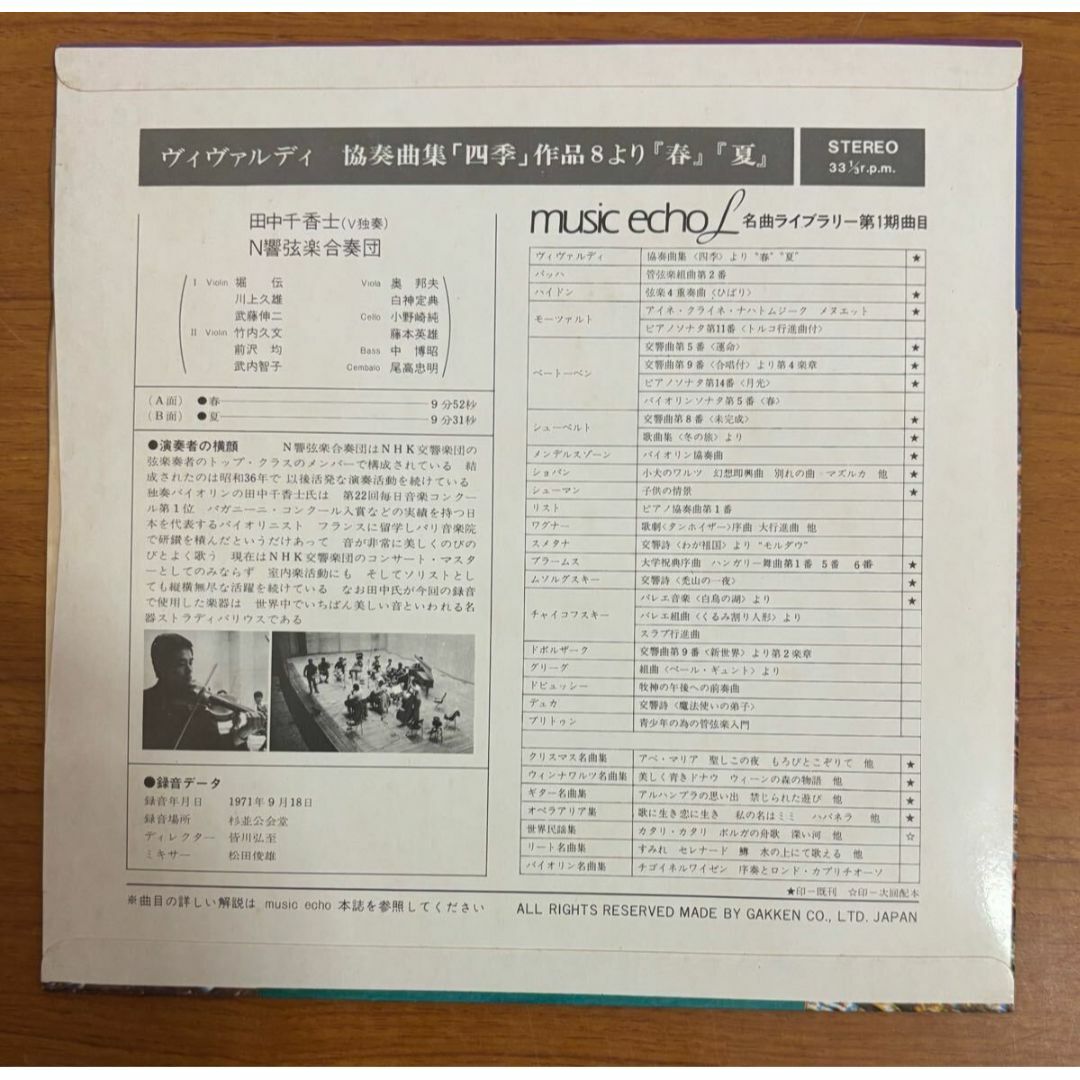 ヴィヴァルディ 協奏曲集「四季」作品8より『春』『夏』
STEREO
33⅓r.p.m.
田中千香士(V独奏)
N響弦楽合奏団
I Violin 堀 伝
川上久雄
武藤伸二
II Violin 竹内久文
前沢 均
武内智子
Viola 奥 邦夫
白神定典
Cello 小野崎純
藤本英雄
Bass 中 博昭
Cembalo 尾高忠明
(A面) ●春 9分52秒
(B面) ●夏 9分31秒
●演奏者の横顔 N響弦楽合奏団はNHK交響楽団の
弦楽奏者のトップ・クラスのメンバーで構成されている 結
成されたのは昭和36年で 以後活発な演奏活動を続けている
独奏バイオリンの田中千香士氏は 第22回毎日音楽コンクー
ル第1位 パガニーニ・コンクール入賞などの実績を持つ日
本を代表するバイオリニスト フランスに留学しパリ音楽院
で研鑽を積んだというだけあって 音が非常に美しくのびの
びとよく歌う 現在はNHK交響楽団のコンサート・マスタ
ーとしてのみならず 室内楽活動にも そしてソリストとし
ても縦横無尽な活躍を続けている なお田中氏が今回の録音
で使用した楽器は 世界中でいちばん美しい音といわれる名
器ストラディバリウスである
●録音データ
録音年月日 1971年9月18日
録音場所 杉並公会堂
ディレクター 皆川弘至
ミキサー 松田俊雄
music echo L 名曲ライブラリー第1期曲目
ヴィヴァルディ 協奏曲集〈四季〉より “春” “夏” ★
バッハ 管弦楽組曲第2番
ハイドン 弦楽4重奏曲〈ひばり〉 ★
モーツァルト アイネ・クライネ・ナハトムジーク メヌエット ★
ピアノソナタ第11番〈トルコ行進曲付〉
ベートーベン 交響曲第5番〈運命〉 ★
交響曲第9番〈合唱付〉より第4楽章 ★
ピアノソナタ第14番〈月光〉 ★
バイオリンソナタ第5番〈春〉
シューベルト 交響曲第8番〈未完成〉 ★
歌曲集〈冬の旅〉より ★
メンデルスゾーン バイオリン協奏曲 ★
ショパン 小犬のワルツ 幻想即興曲 別れの曲 マズルカ 他 ★
シューマン 子供の情景 ★
リスト ピアノ協奏曲第1番
ワグナー 歌劇〈タンホイザー〉序曲 大行進曲 他
スメタナ 交響詩〈わが祖国〉より “モルダウ”
ブラームス 大学祝典序曲 ハンガリー舞曲第1番 5番 6番 ★
ムソルグスキー 交響詩〈禿山の一夜〉 ★
チャイコフスキー バレエ音楽〈白鳥の湖〉より ★
バレエ組曲〈くるみ割り人形〉より
スラブ行進曲
ドボルザーク 交響曲第9番〈新世界〉より第2楽章
グリーグ 組曲〈ペール・ギュント〉より
ドビュッシー 牧神の午後への前奏曲
デュカ 交響詩〈魔法使いの弟子〉
ブリトゥン 青少年の為の管弦楽入門
クリスマス名曲集 アベ・マリア 聖しこの夜 もろびとこぞりて 他 ★
ウィンナワルツ名曲集 美しく青きドナウ ウィーンの森の物語 他 ★
ギター名曲集 アルハンブラの思い出 禁じられた遊び 他 ★
オペラアリア集 歌に生き恋に生き 私の名はミミ ハバネラ 他 ★
世界民謡集 カタリ・カタリ ボルガの舟歌 深い河 他 ☆
リート名曲集 すみれ セレナード 鱒 水の上にて歌える 他
バイオリン名曲集 チゴイネルワイゼン 序奏とロンド・カプリチオーソ
★印ー既刊 ☆印ー次回配本
※曲目の詳しい解説は music echo 本誌を参照してください
ALL RIGHTS RESERVED MADE BY GAKKEN CO., LTD. JAPAN